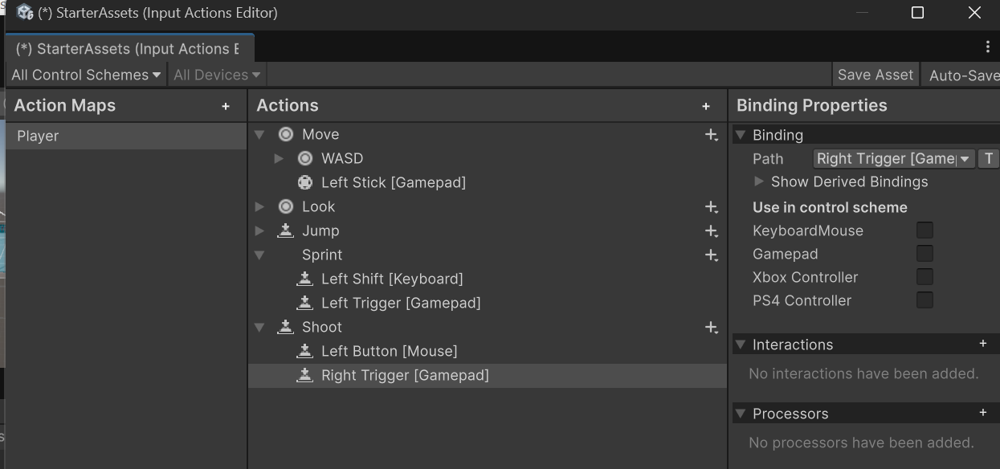 (*) StarterAssets (Input Actions Editor)
(*) StarterAssets (Input Actions E
All Control Schemes
All Devices
Save Asset
Auto-Save
Action Maps
+
Player
Actions
+
Move
WASD
Left Stick [Gamepad]
Look
Jump
Sprint
Left Shift [Keyboard]
Left Trigger [Gamepad]
Shoot
Left Button [Mouse]
Right Trigger [Gamepad]
Binding Properties
Binding
Path
Right Trigger [Game
T
Show Derived Bindings
Use in control scheme
KeyboardMouse
Gamepad
Xbox Controller
PS4 Controller
Interactions
+
No interactions have been added.
Processors
+
No processors have been added.